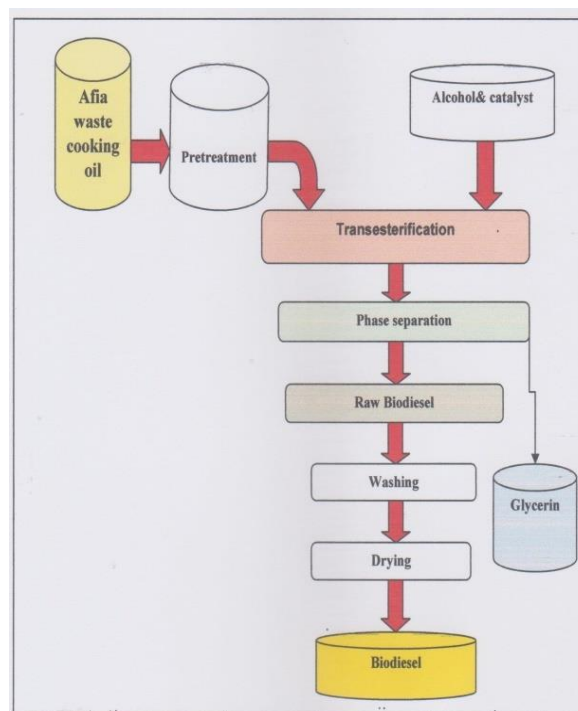 Afia
waste
cooking
oil
Pretreatment
Alcohol& catalyst
Transesterification
Phase separation
Raw Biodiesel
Washing
Glycerin
Drying
Biodiesel